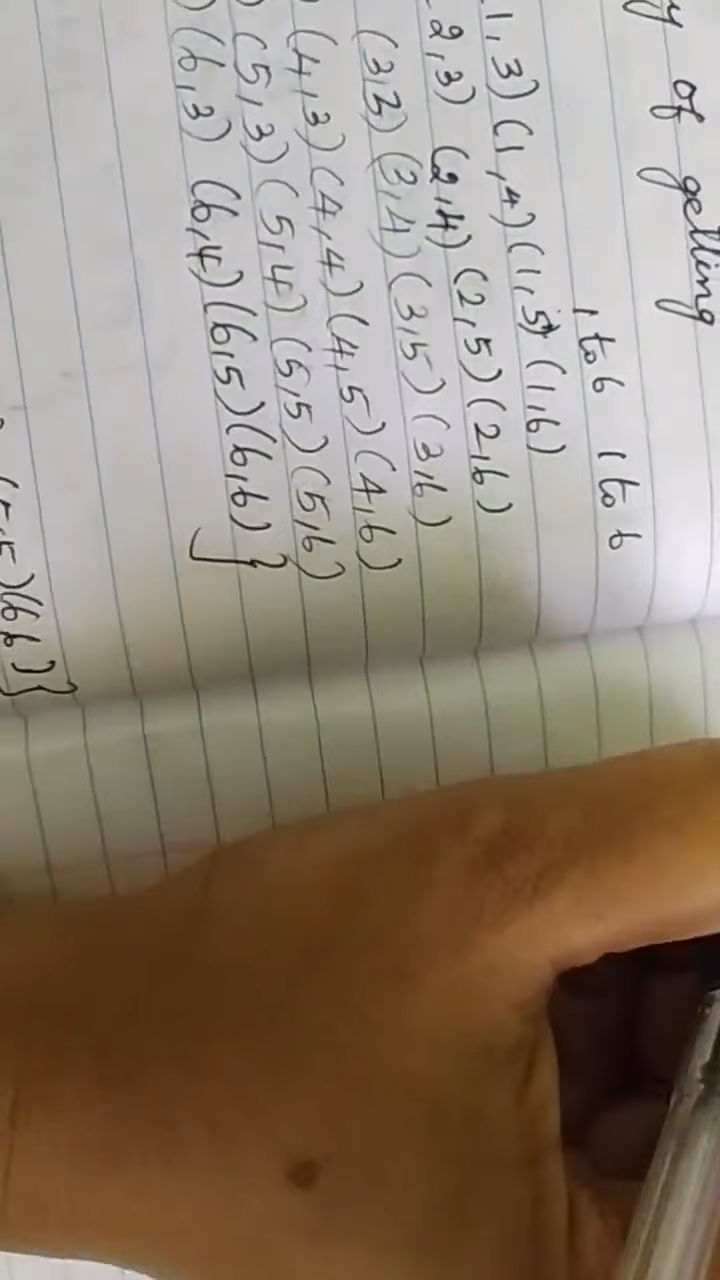 of getting
1 to 6 1 to 6
1,3) (1,4) (1,5) (1,6)
2,3) (2,4) (2,5) (2,6)
(3,3) (3,4) (3,5) (3,6)
(4,3) (4,4) (4,5) (4,6)
) (5,3) (5,4) (5,5) (5,6)
) (6,3) (6,4) (6,5) (6,6) }
,5) (6 6) }